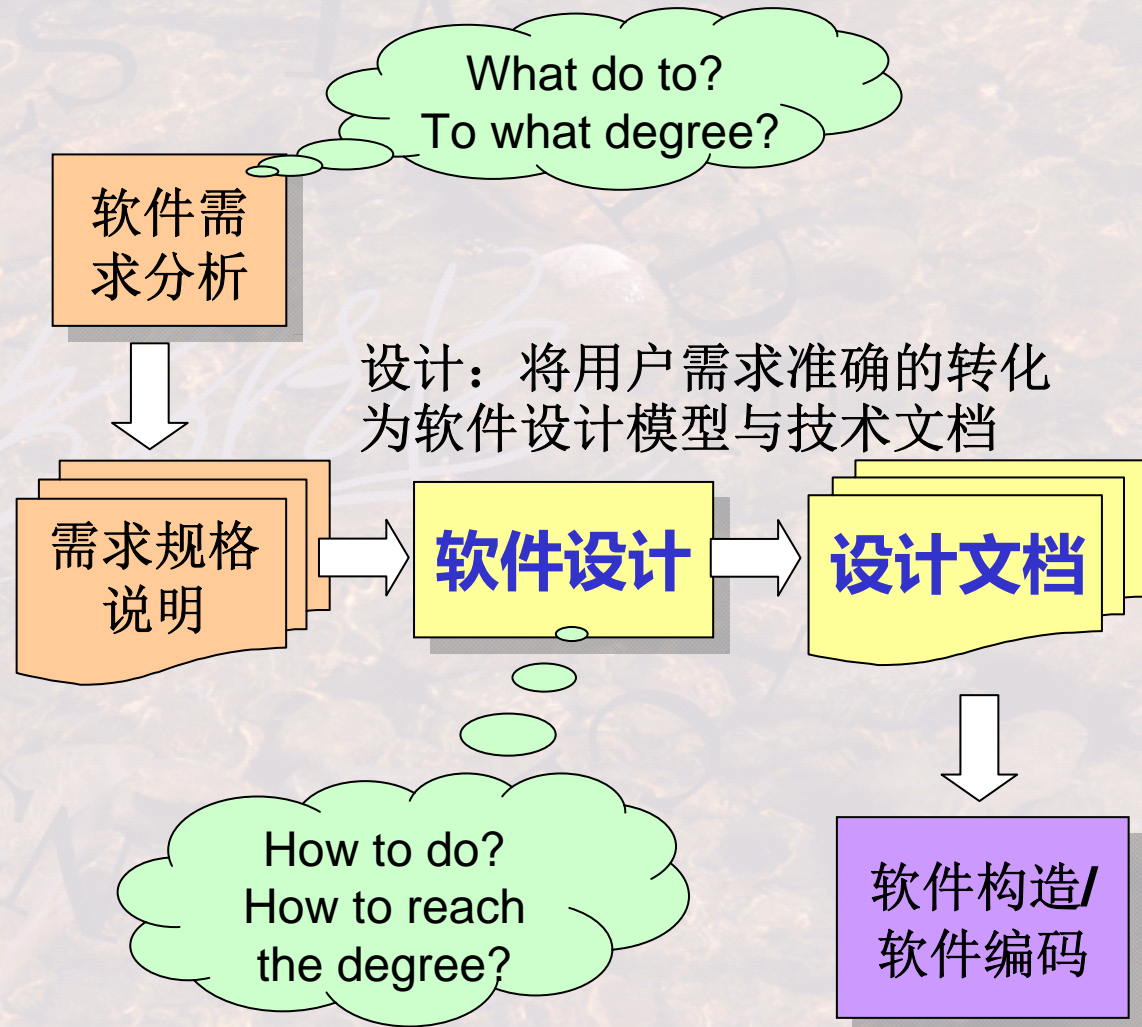 What do to?
To what degree?
软件需
求分析
设计：将用户需求准确的转化
为软件设计模型与技术文档
需求规格
说明
软件设计
设计文档
How to do?
How to reach
the degree?
软件构造/
软件编码